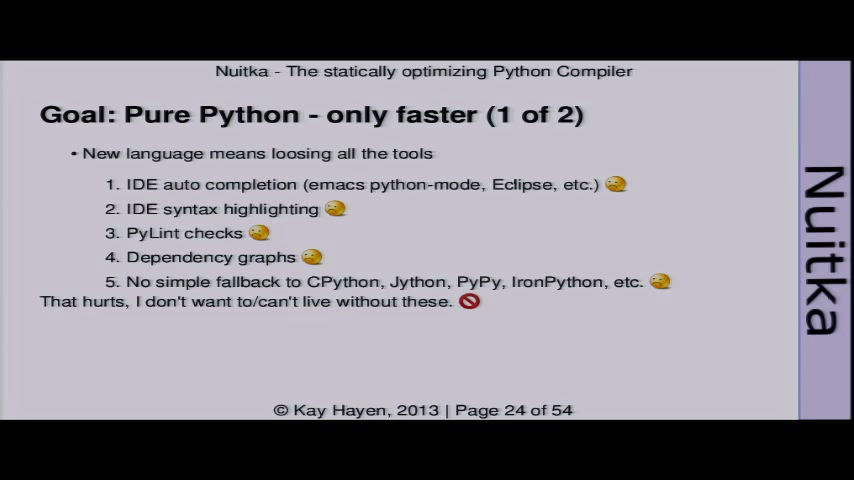 Nuitka - The statically optimizing Python Compiler
Goal: Pure Python - only faster (1 of 2)
• New language means loosing all the tools
1. IDE auto completion (emacs python-mode, Eclipse, etc.)
2. IDE syntax highlighting
3. PyLint checks
4. Dependency graphs
5. No simple fallback to CPython, Jython, PyPy, IronPython, etc.
That hurts, I don't want to/can't live without these.
© Kay Hayen, 2013 | Page 24 of 54
Nuitka